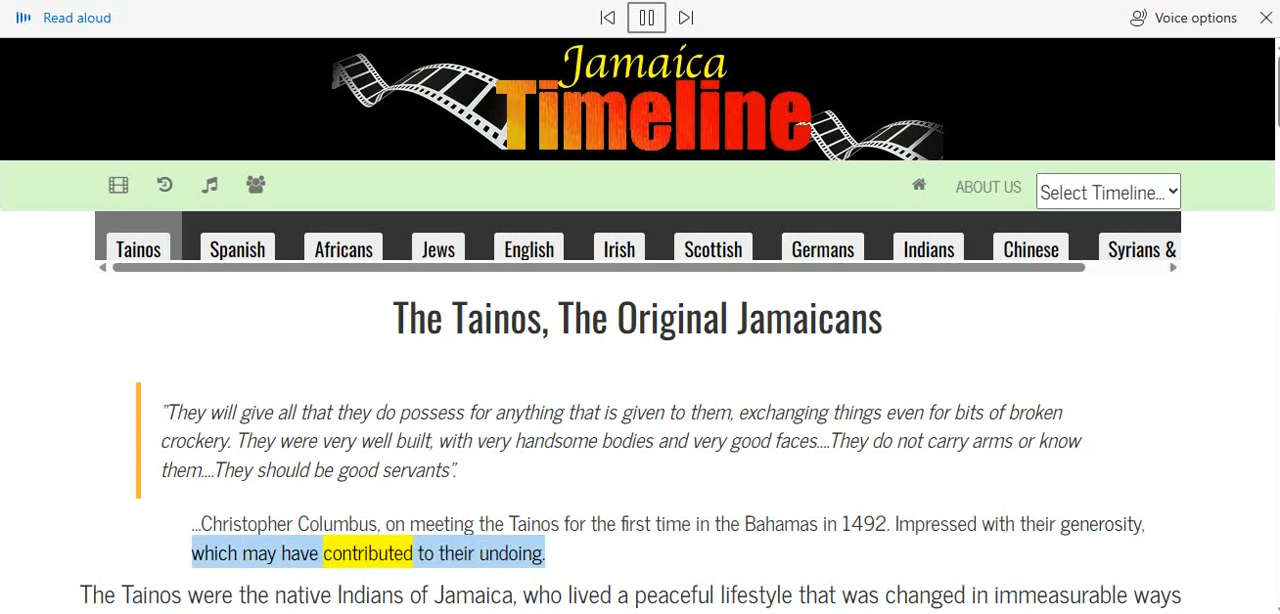 Read aloud
Voice options
Jamaica
Timeline
ABOUT US
Select Timeline...
Tainos Spanish Africans Jews English Irish Scottish Germans Indians Chinese Syrians &
The Tainos, The Original Jamaicans
"They will give all that they do possess for anything that is given to them, exchanging things even for bits of broken
crockery. They were very well built, with very handsome bodies and very good faces....They do not carry arms or know
them....They should be good servants".
...Christopher Columbus, on meeting the Tainos for the first time in the Bahamas in 1492. Impressed with their generosity,
which may have contributed to their undoing.
The Tainos were the native Indians of Jamaica, who lived a peaceful lifestyle that was changed in immeasurable ways